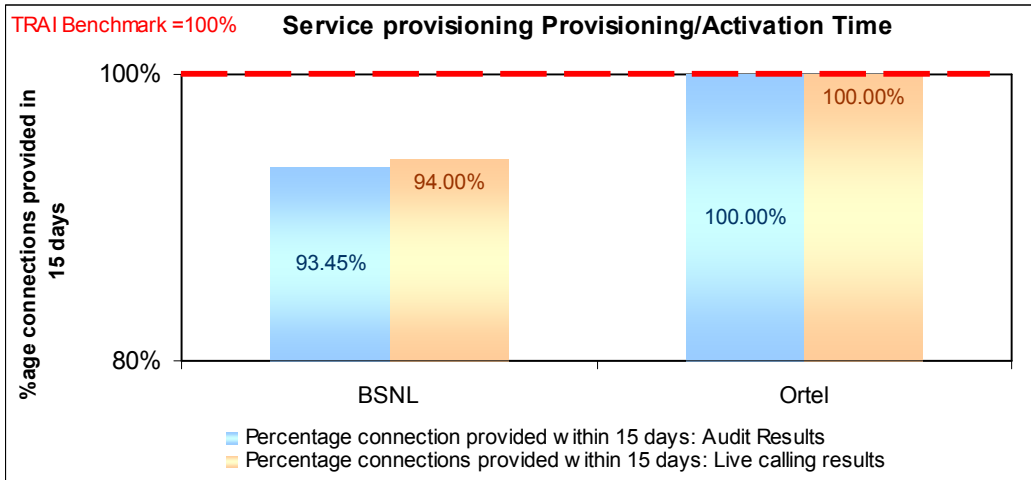 TRAI Benchmark =100%
Service provisioning Provisioning/Activation Time
%age connections provided in
15 days
100%
80%
93.45%
94.00%
100.00%
100.00%
BSNL
Ortel
Percentage connection provided within 15 days: Audit Results
Percentage connections provided within 15 days: Live calling results